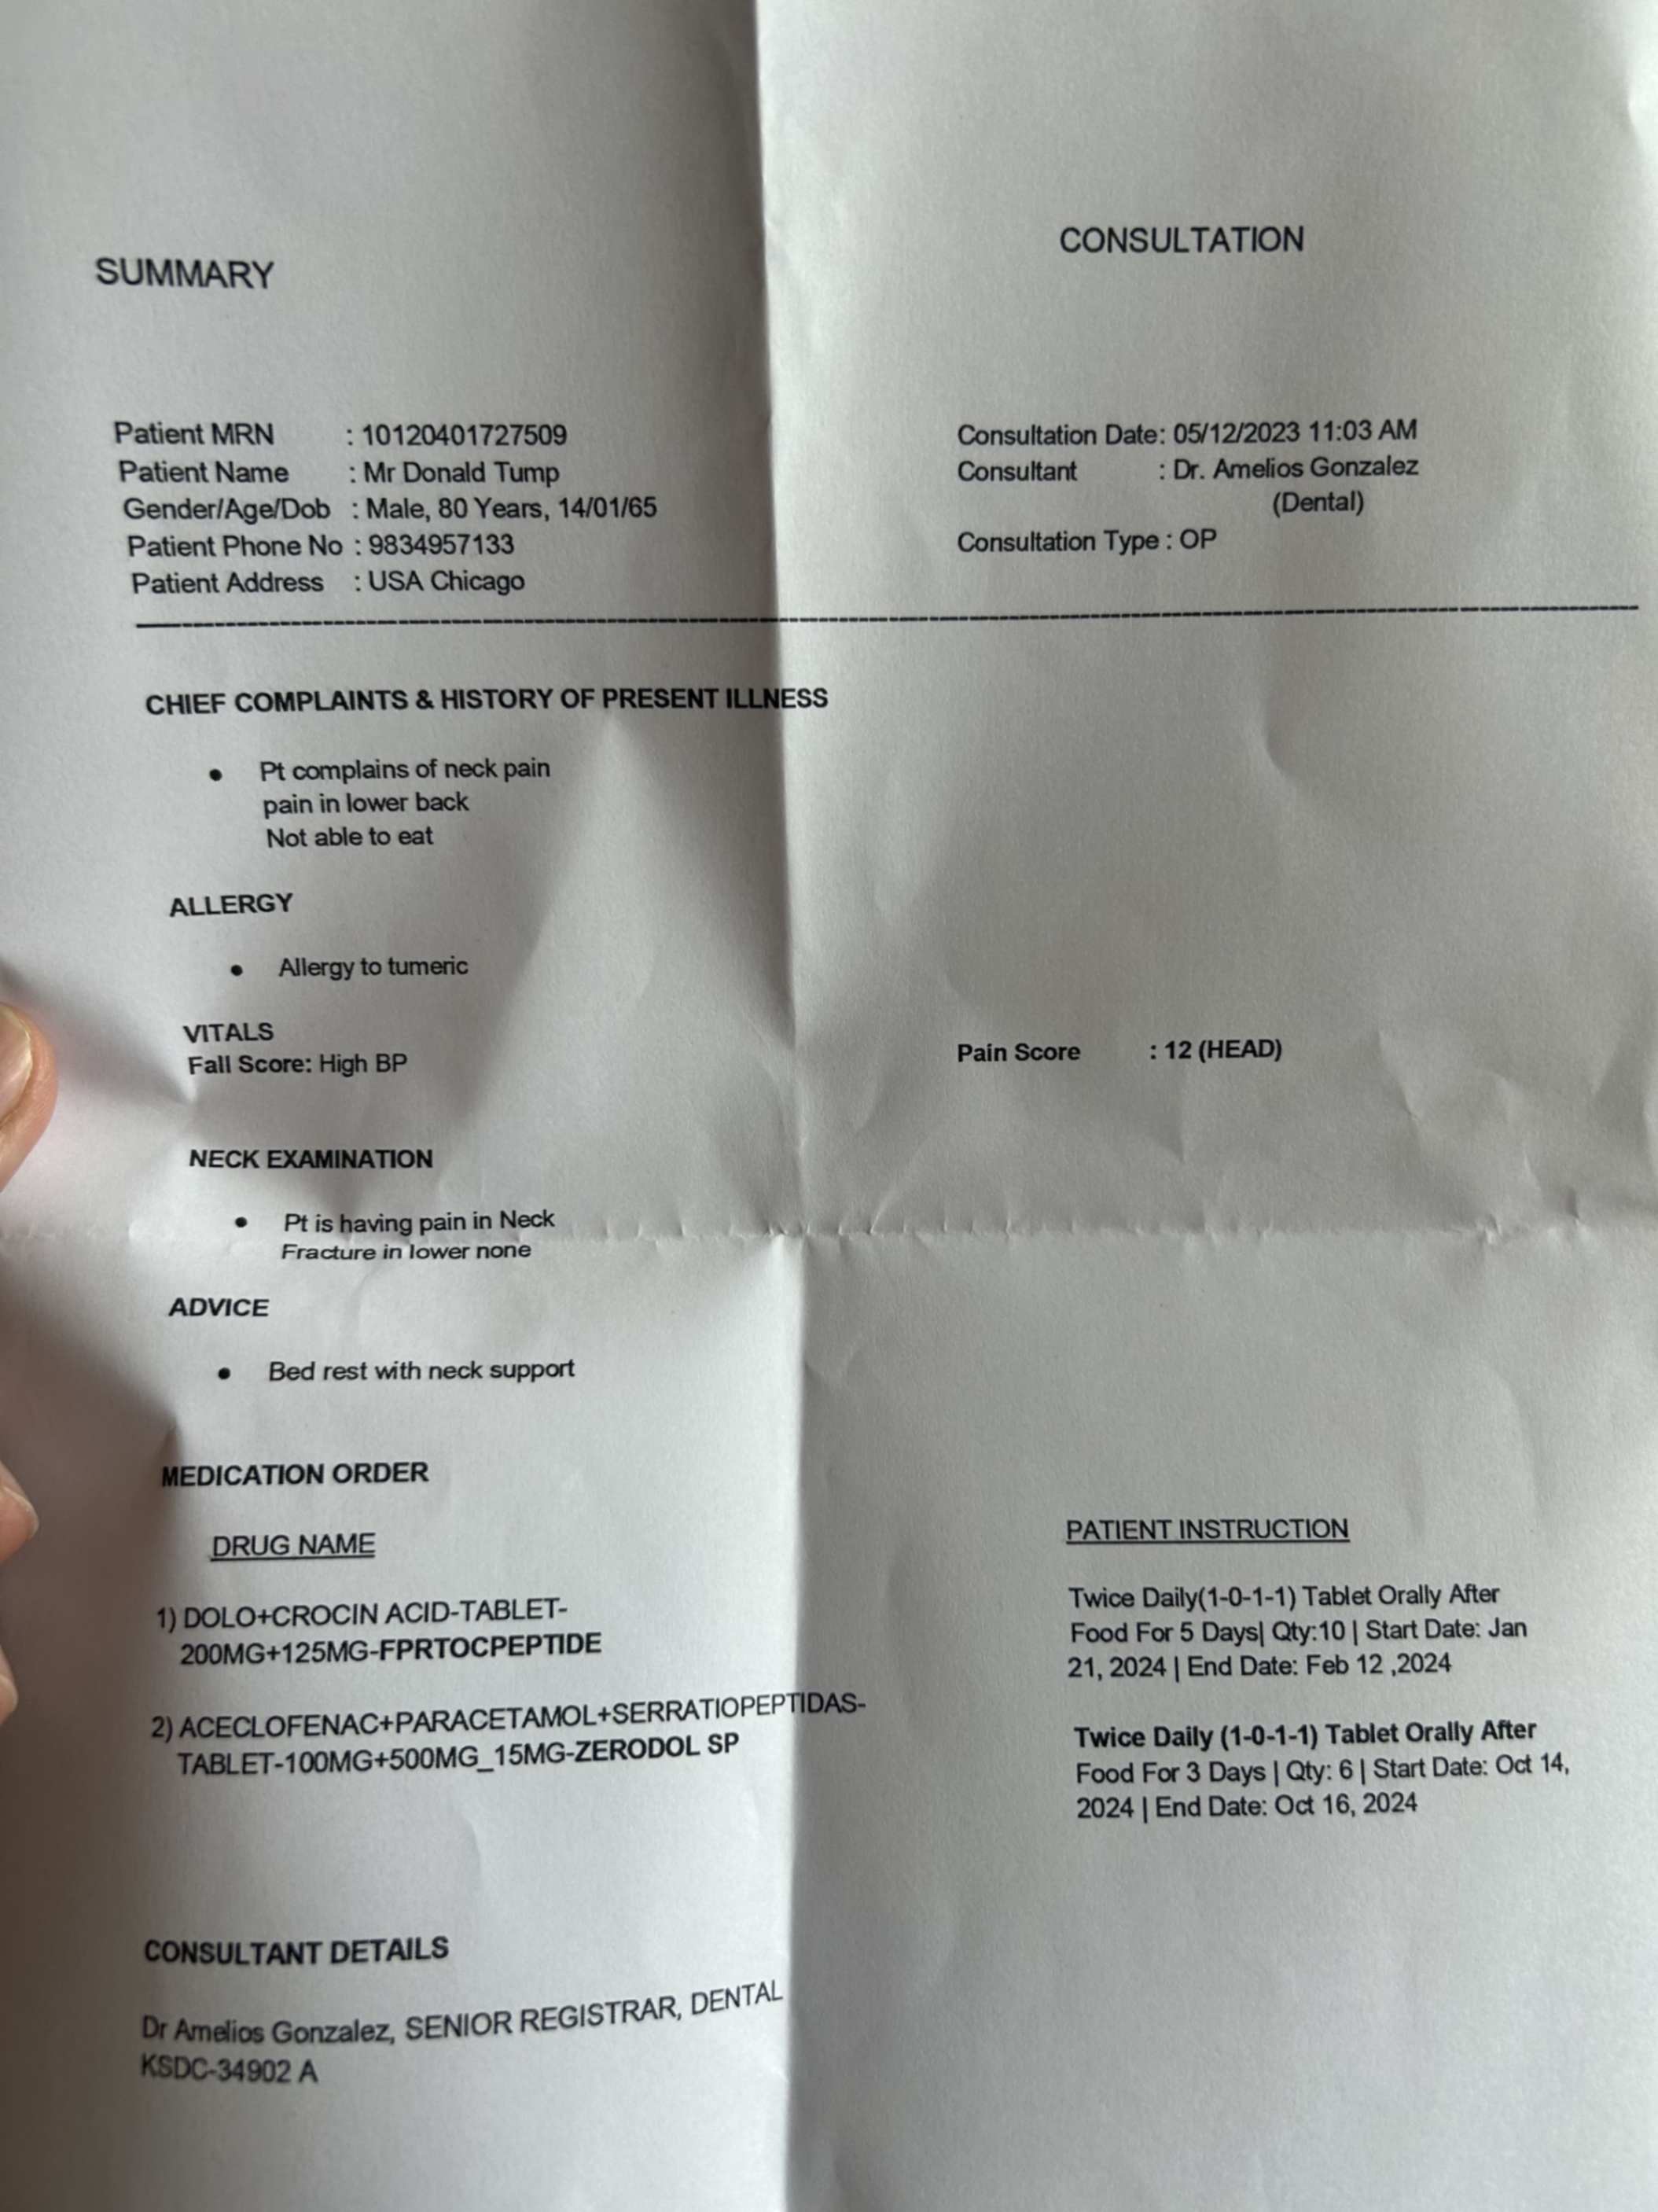 SUMMARY
CONSULTATION
Patient MRN : 10120401727509
Patient Name : Mr Donald Tump
Gender/Age/Dob : Male, 80 Years, 14/01/65
Patient Phone No : 9834957133
Patient Address : USA Chicago
Consultation Date: 05/12/2023 11:03 AM
Consultant : Dr. Amelios Gonzalez
(Dental)
Consultation Type : OP
CHIEF COMPLAINTS & HISTORY OF PRESENT ILLNESS
• Pt complains of neck pain
pain in lower back
Not able to eat
ALLERGY
• Allergy to tumeric
VITALS
Fall Score: High BP
Pain Score : 12 (HEAD)
NECK EXAMINATION
• Pt is having pain in Neck
Fracture in lower none
ADVICE
• Bed rest with neck support
MEDICATION ORDER
DRUG NAME
PATIENT INSTRUCTION
1) DOLO+CROCIN ACID-TABLET-
200MG+125MG-FPRTOCPEPTIDE
Twice Daily(1-0-1-1) Tablet Orally After
Food For 5 Days| Qty:10 | Start Date: Jan
21, 2024 | End Date: Feb 12 ,2024
2) ACECLOFENAC+PARACETAMOL+SERRATIOPEPTIDAS-
TABLET-100MG+500MG_15MG-ZERODOL SP
Twice Daily (1-0-1-1) Tablet Orally After
Food For 3 Days | Qty: 6 | Start Date: Oct 14,
2024 | End Date: Oct 16, 2024
CONSULTANT DETAILS
Dr Amelios Gonzalez, SENIOR REGISTRAR, DENTAL
KSDC-34902 A